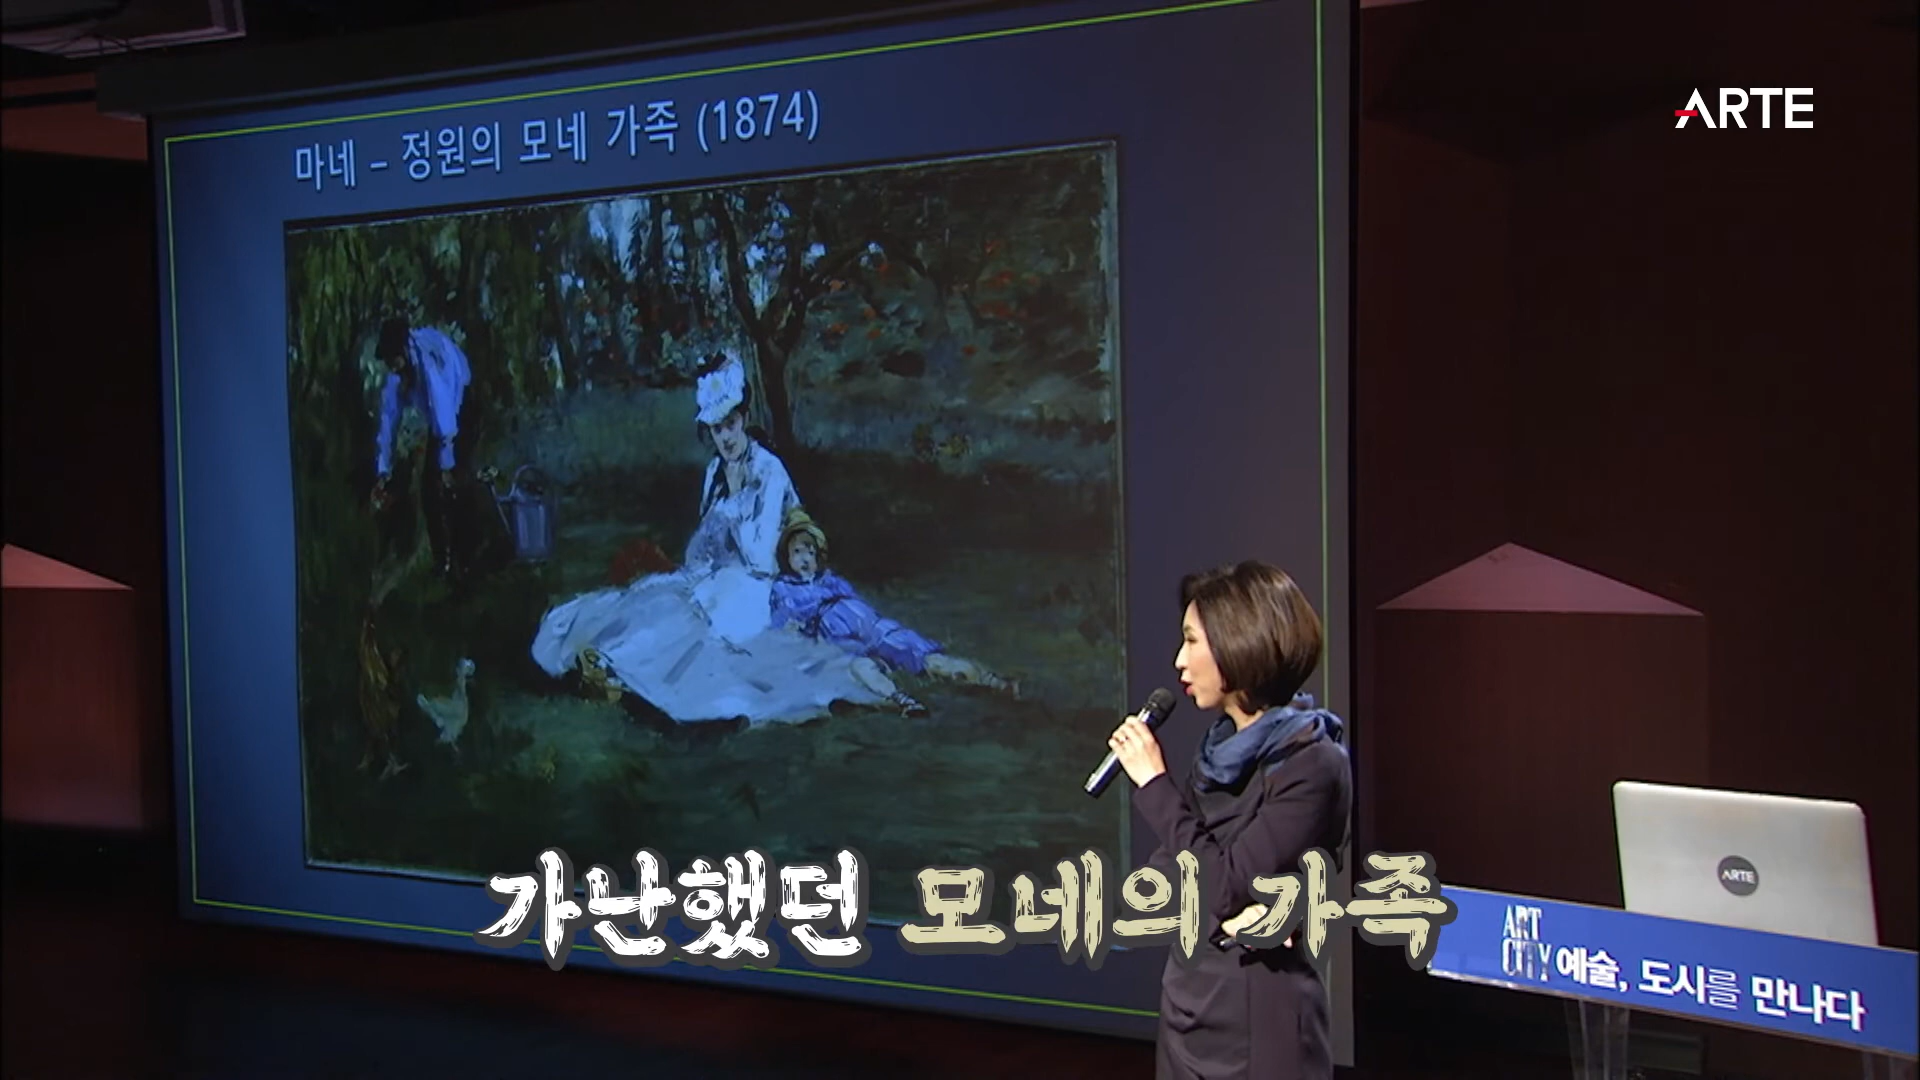 마네 – 정원의 모네 가족 (1874)
ARTE
가난했던 모네의 가족
ARTE
ART
CITY 예술, 도시를 만나다